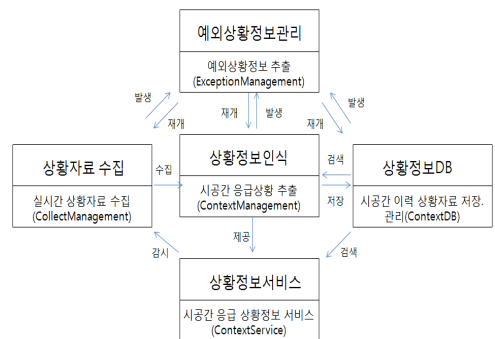 예외상황정보관리
예외상황정보 추출
(ExceptionManagement)
발생
재개
재개
발생
재개
발생
상황자료 수집
실시간 상황자료 수집
(CollectManagement)
수집
상황정보인식
시공간 응급상황 추출
(ContextManagement)
검색
저장
상황정보DB
시공간 이력 상황자료 저장.
관리(ContextDB)
감시
제공
검색
상황정보서비스
시공간 응급 상황정보 서비스
(ContextService)